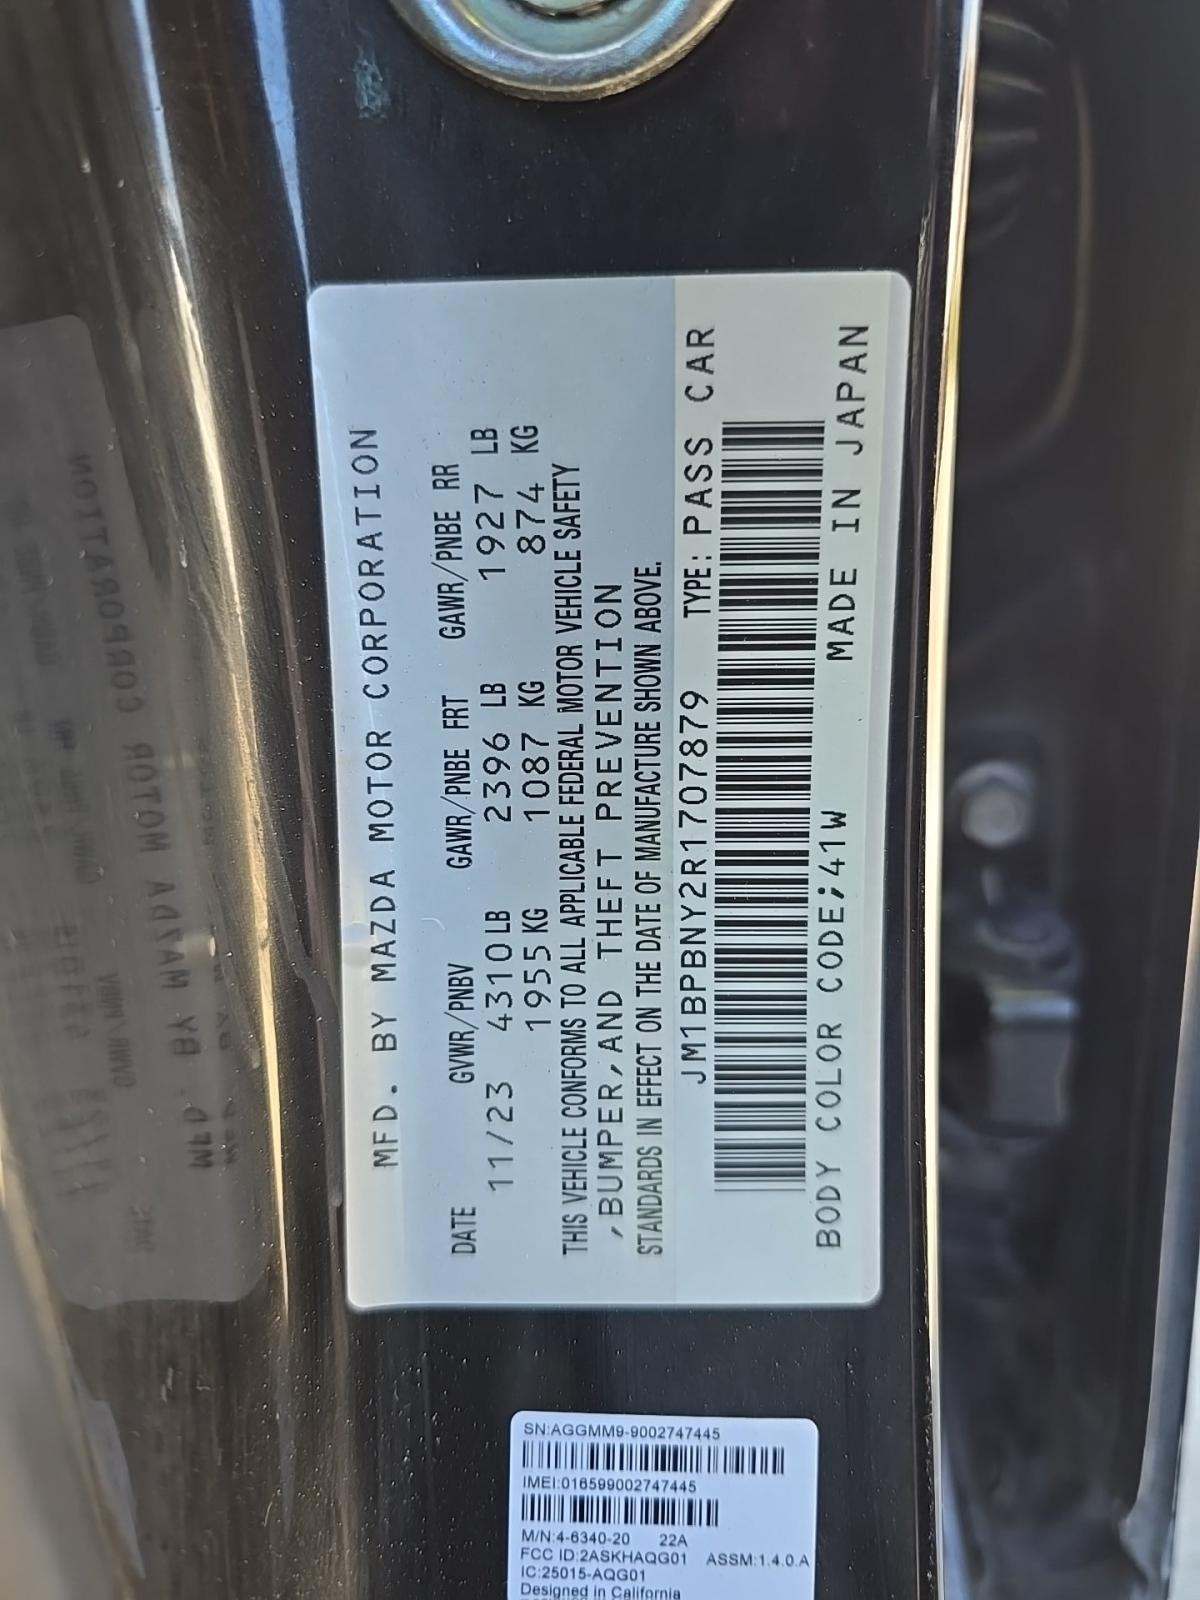 MFD. BY MAZDA MOTOR CORPORATION
DATE GVWR/PNBV GAWR/PNBE FRT GAWR/PNBE RR
11/23 4310LB 2396 LB 1927 LB
1955KG 1087 KG 874 KG
THIS VEHICLE CONFORMS TO ALL APPLICABLE FEDERAL MOTOR VEHICLE SAFETY
,BUMPER,AND THEFT PREVENTION
STANDARDS IN EFFECT ON THE DATE OF MANUFACTURE SHOWN ABOVE.
JM1BPBNY2R1707879 TYPE: PASS CAR
BODY COLOR CODE;41W MADE IN JAPAN
SN:AGGMM9-9002747445
IMEI:016599002747445
M/N:4-6340-20 22A
FCC ID:2ASKHAQG01 ASSM:1.4.0.A
IC:25015-AQG01
Designed in California